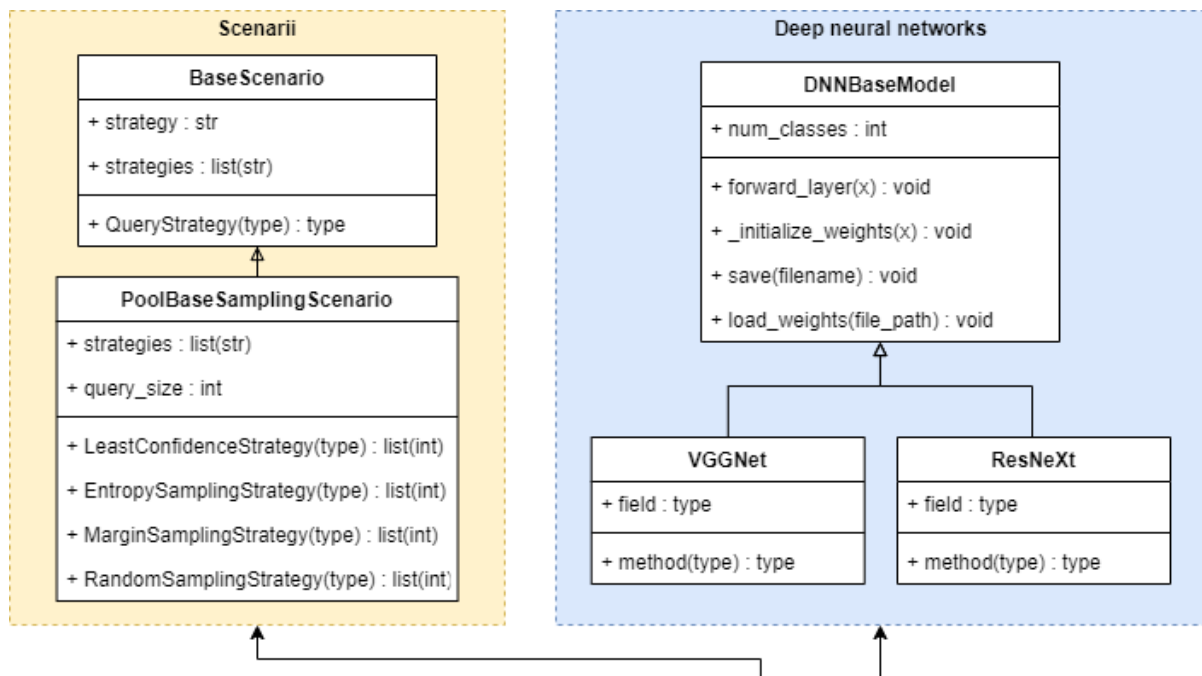 Scenarii
BaseScenario
+ strategy : str
+ strategies : list(str)
+ QueryStrategy(type) : type
PoolBaseSamplingScenario
+ strategies : list(str)
+ query_size : int
+ LeastConfidenceStrategy(type) : list(int)
+ EntropySamplingStrategy(type) : list(int)
+ MarginSamplingStrategy(type) : list(int)
+ RandomSamplingStrategy(type) : list(int)
Deep neural networks
DNNBaseModel
+ num_classes : int
+ forward_layer(x) : void
+ _initialize_weights(x) : void
+ save(filename) : void
+ load_weights(file_path) : void
VGGNet
+ field : type
+ method(type) : type
ResNeXt
+ field : type
+ method(type) : type